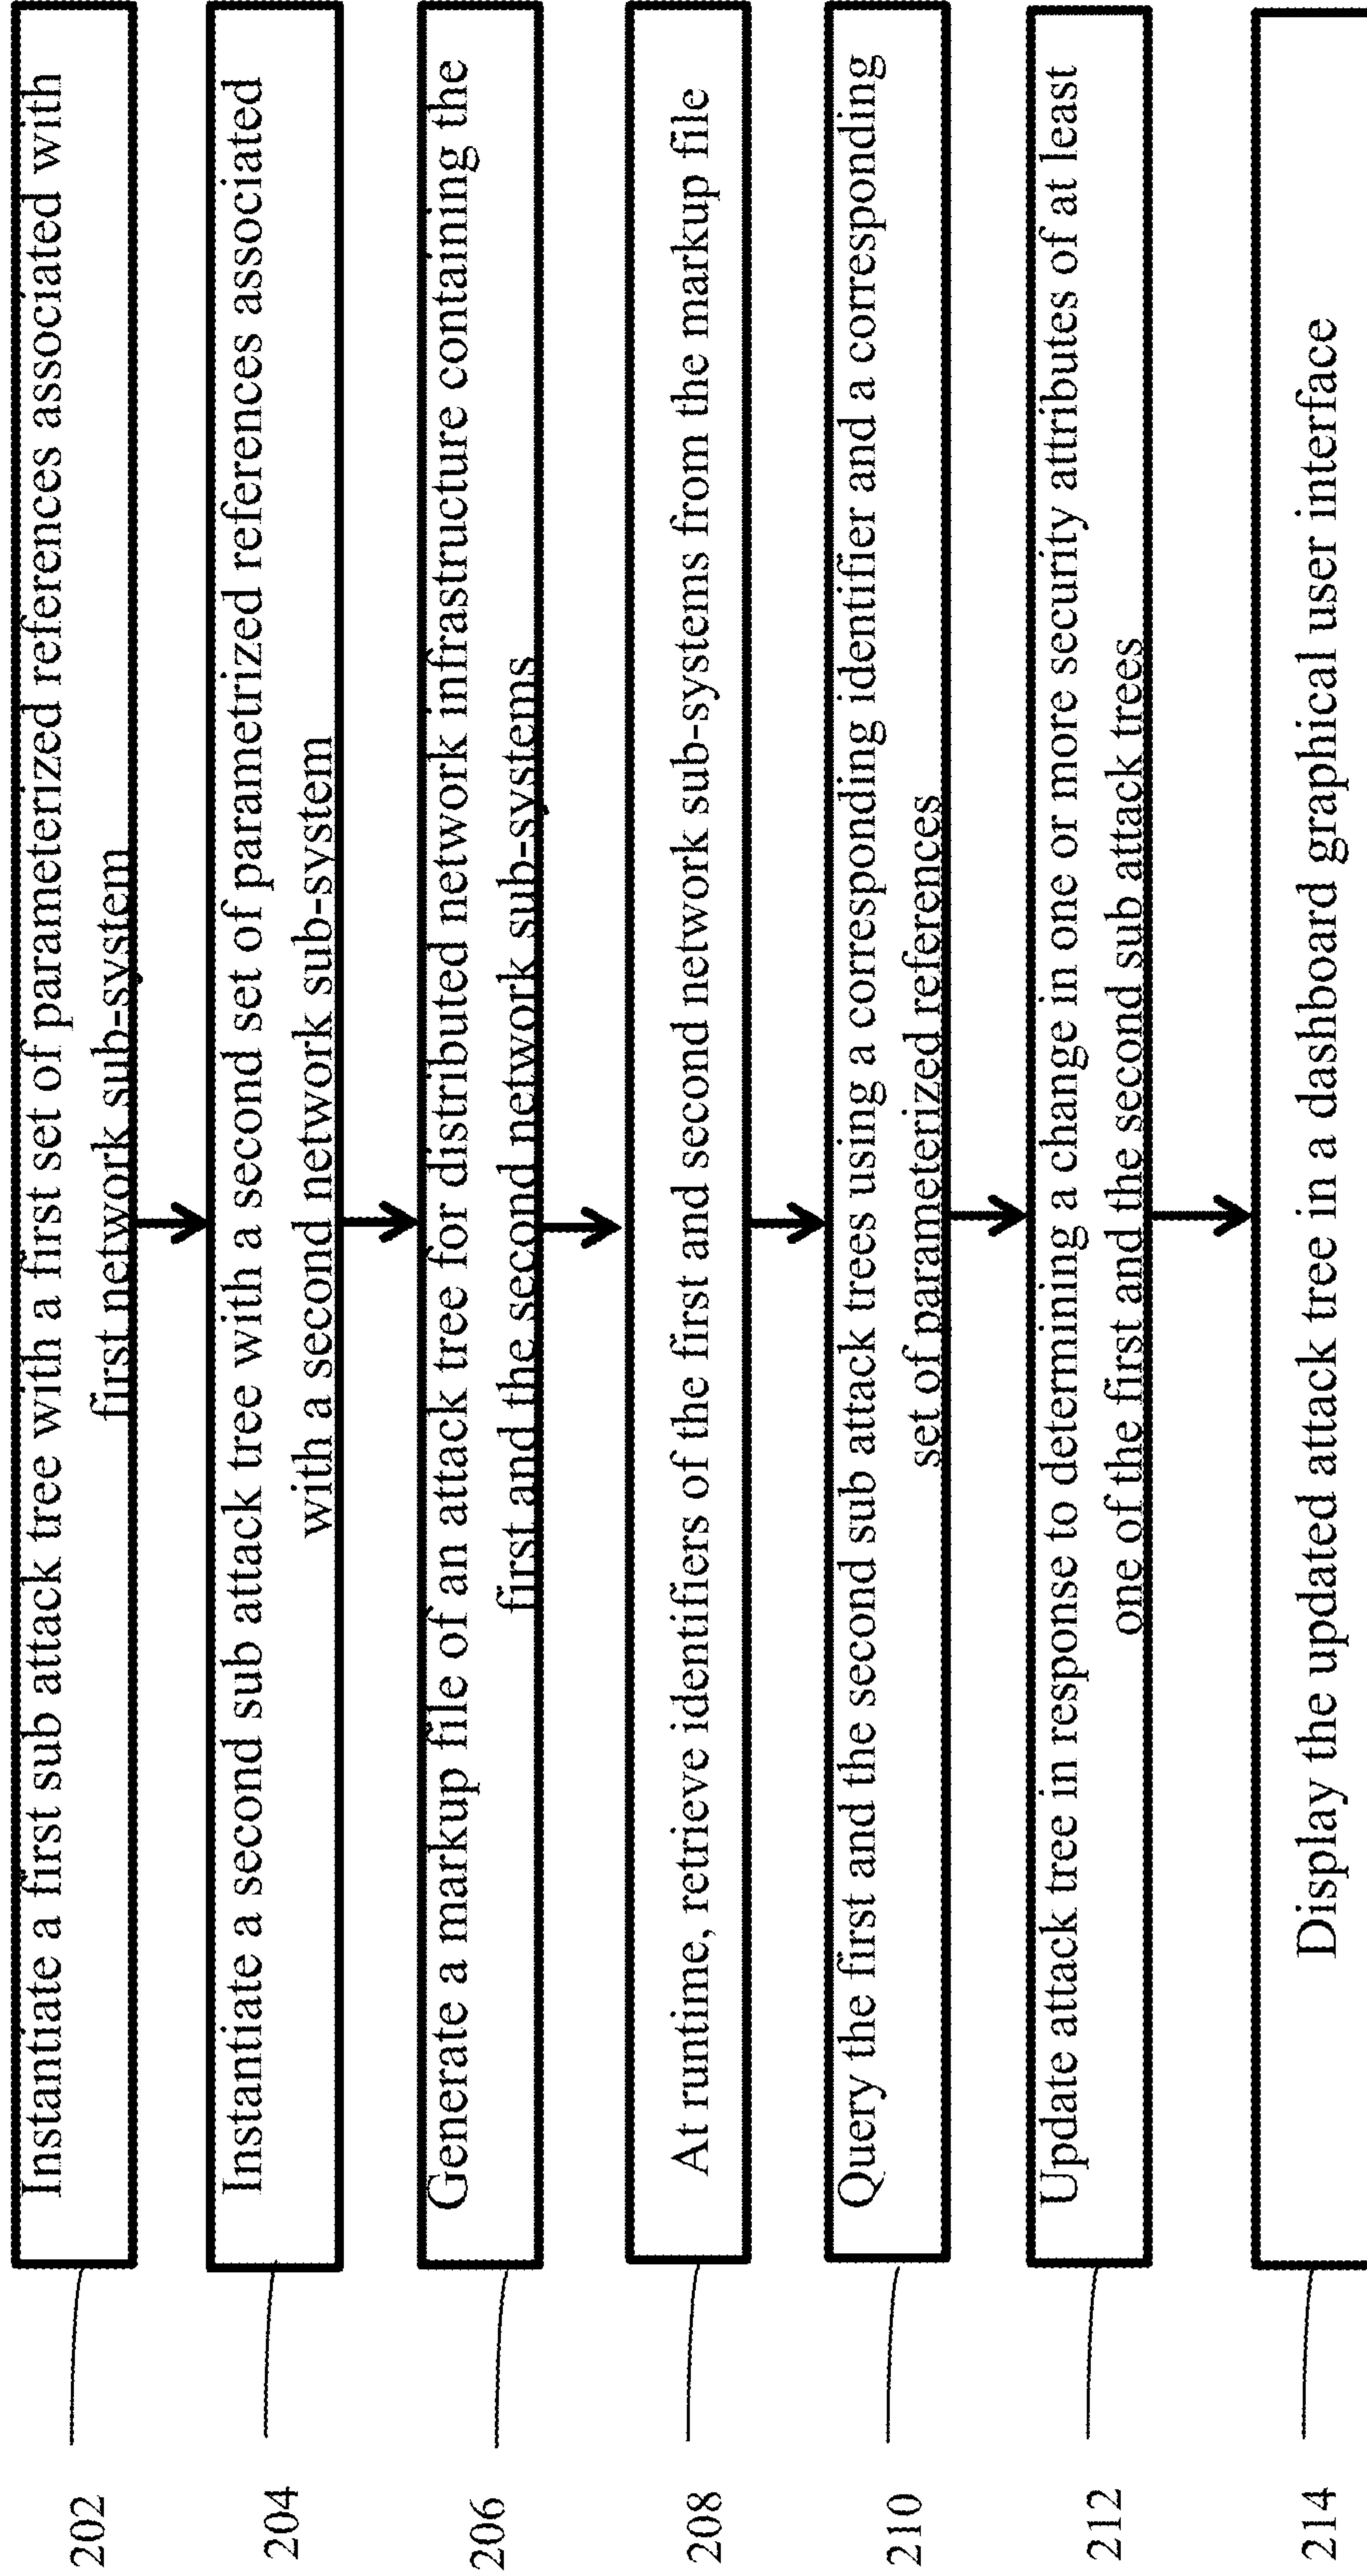 202
Instantiate a first sub attack tree with a first set of parameterized references associated with
first network sub-system
204
Instantiate a second sub attack tree with a second set of parametrized references associated
with a second network sub-system
206
Generate a markup file of an attack tree for distributed network infrastructure containing the
first and the second network sub-systems
208
At runtime, retrieve identifiers of the first and second network sub-systems from the markup file
210
Query the first and the second sub attack trees using a corresponding identifier and a corresponding
set of parameterized references
212
Update attack tree in response to determining a change in one or more security attributes of at least
one of the first and the second sub attack trees
214
Display the updated attack tree in a dashboard graphical user interface